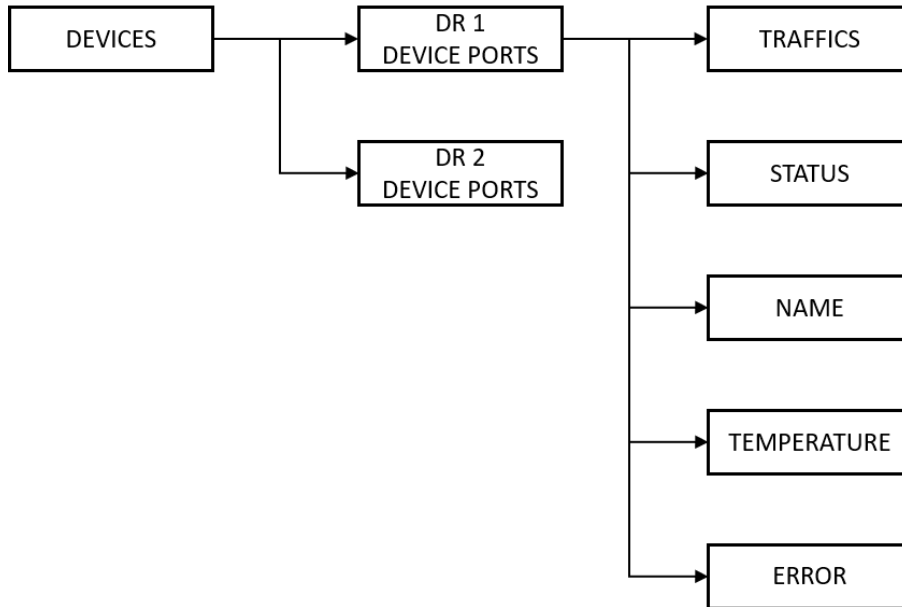 DEVICES
DR 1
DEVICE PORTS
TRAFFICS
DR 2
DEVICE PORTS
STATUS
NAME
TEMPERATURE
ERROR